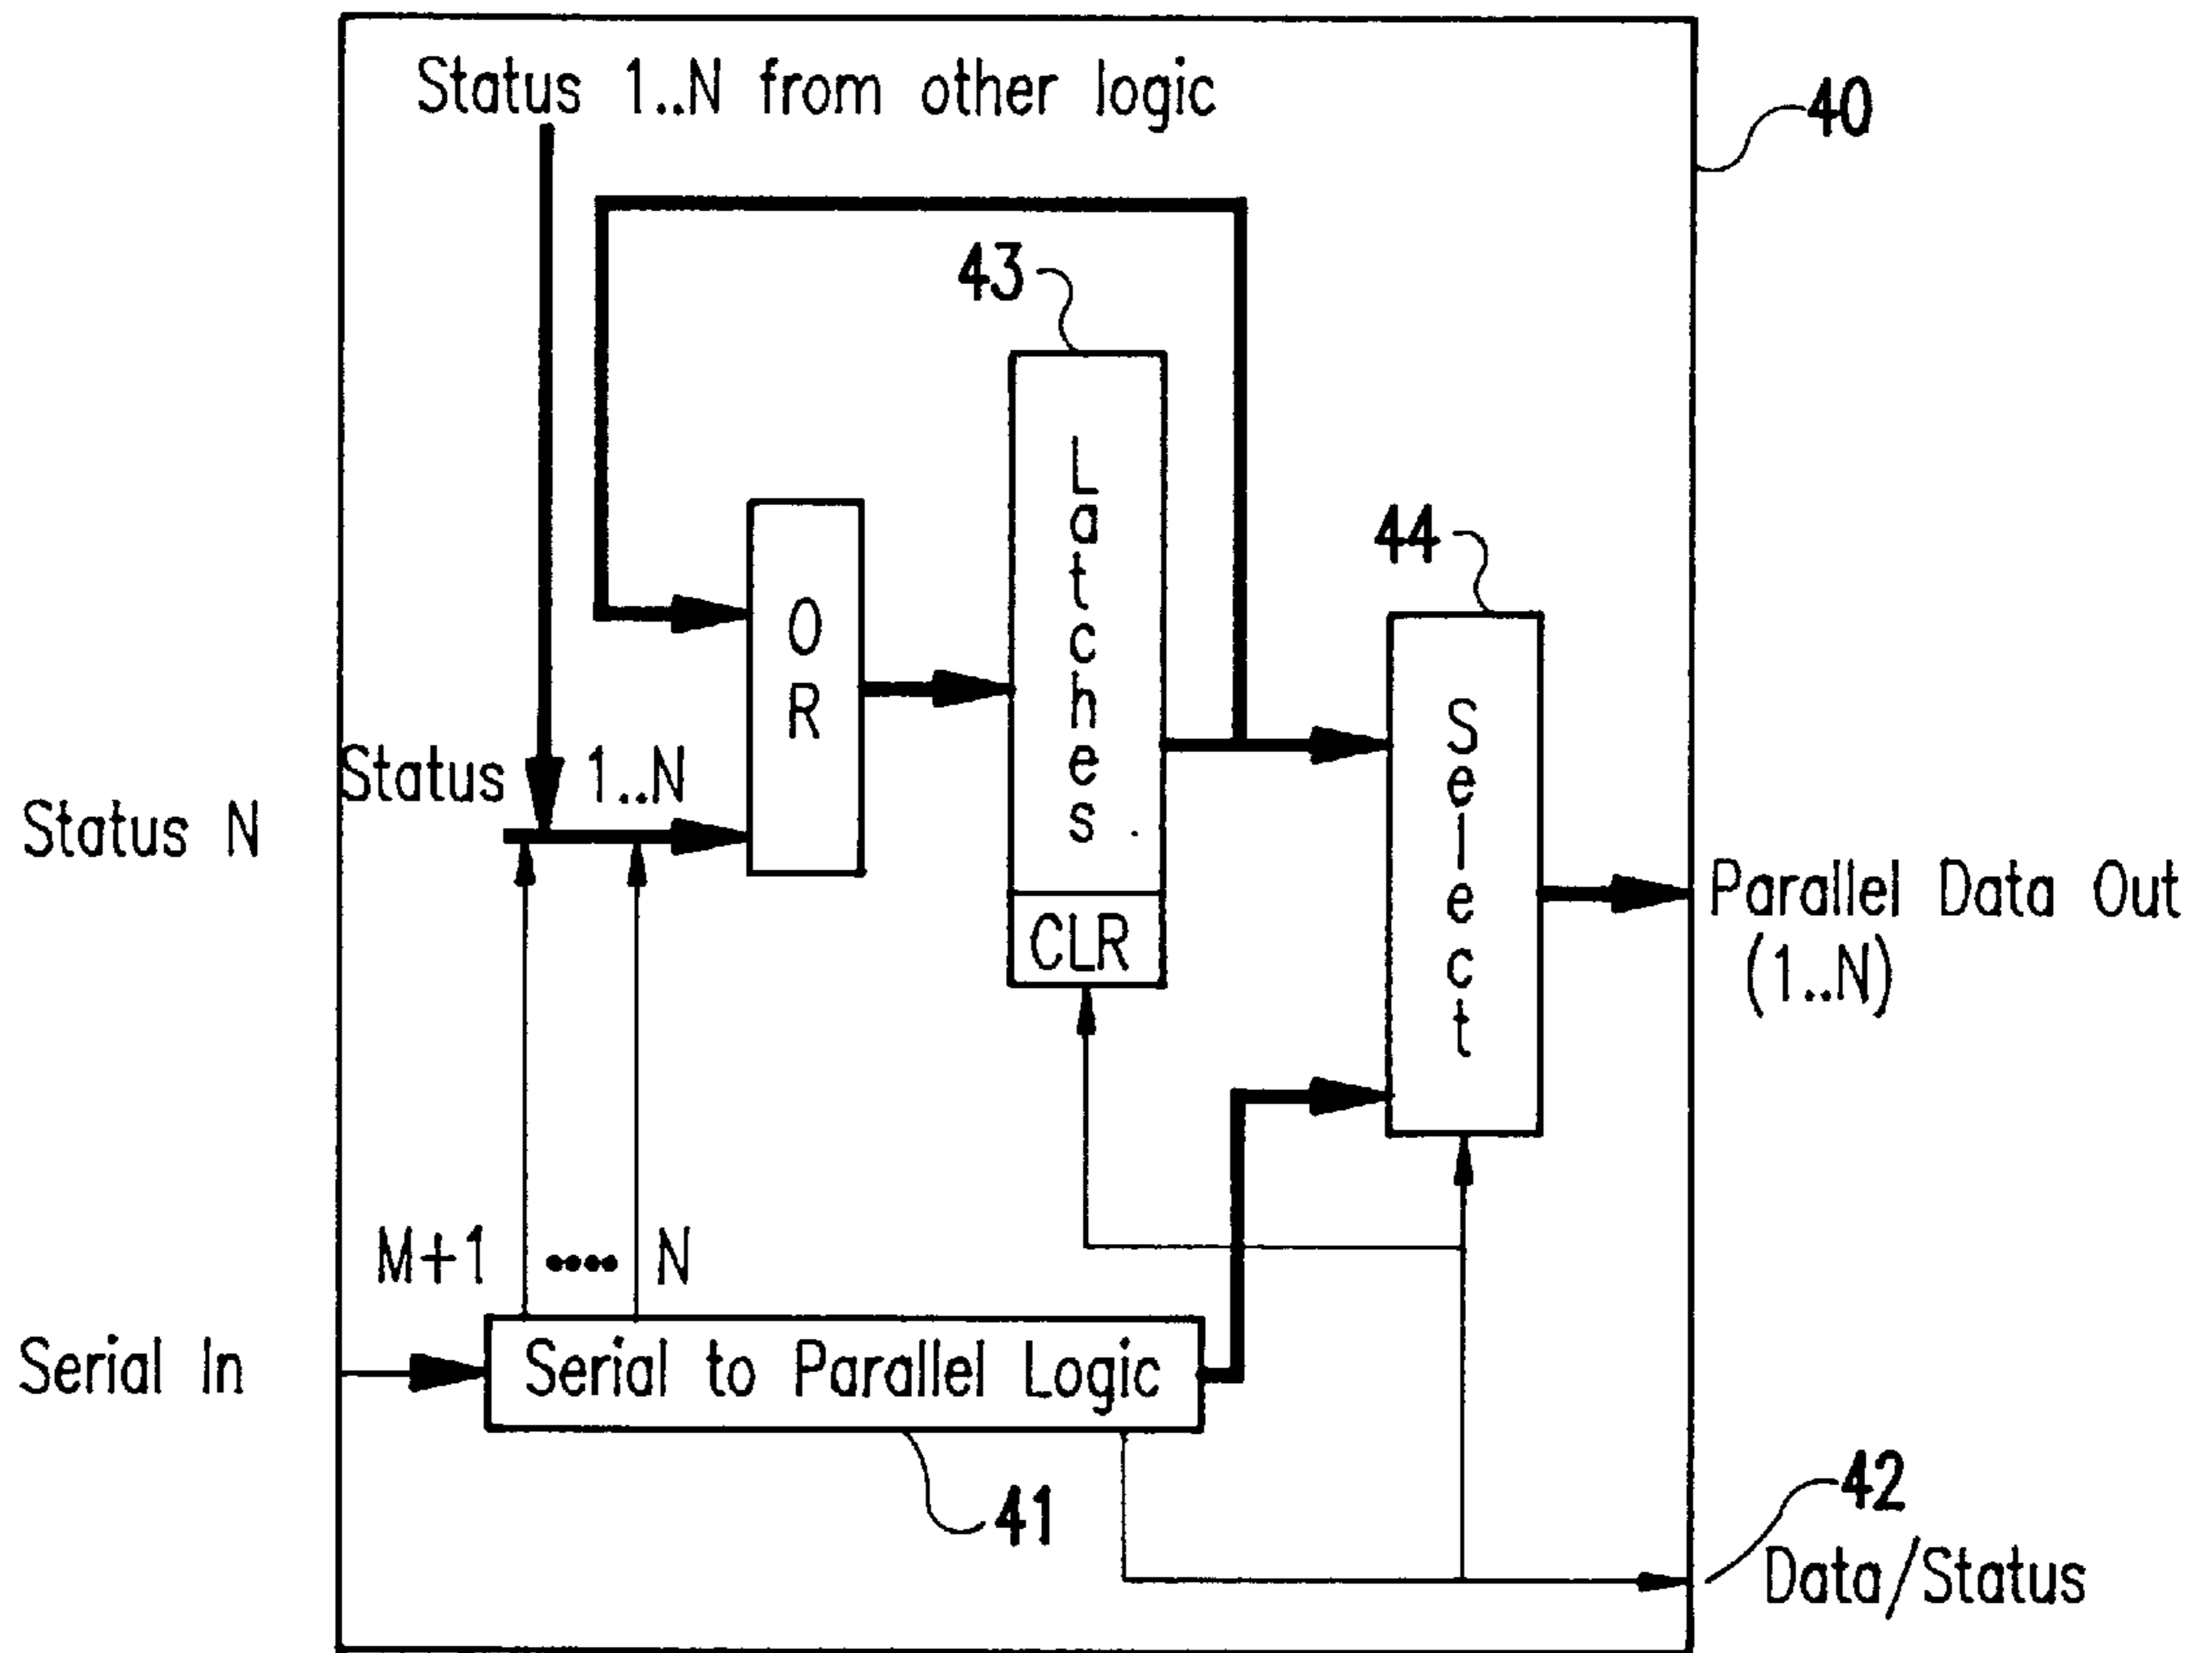 Status 1..N from other logic
40
43
Latches
44
OR
Select
Status 1..N
Status N
Parallel Data Out
(1..N)
CLR
M+1 .... N
Serial In
Serial to Parallel Logic
41
42
Data/Status